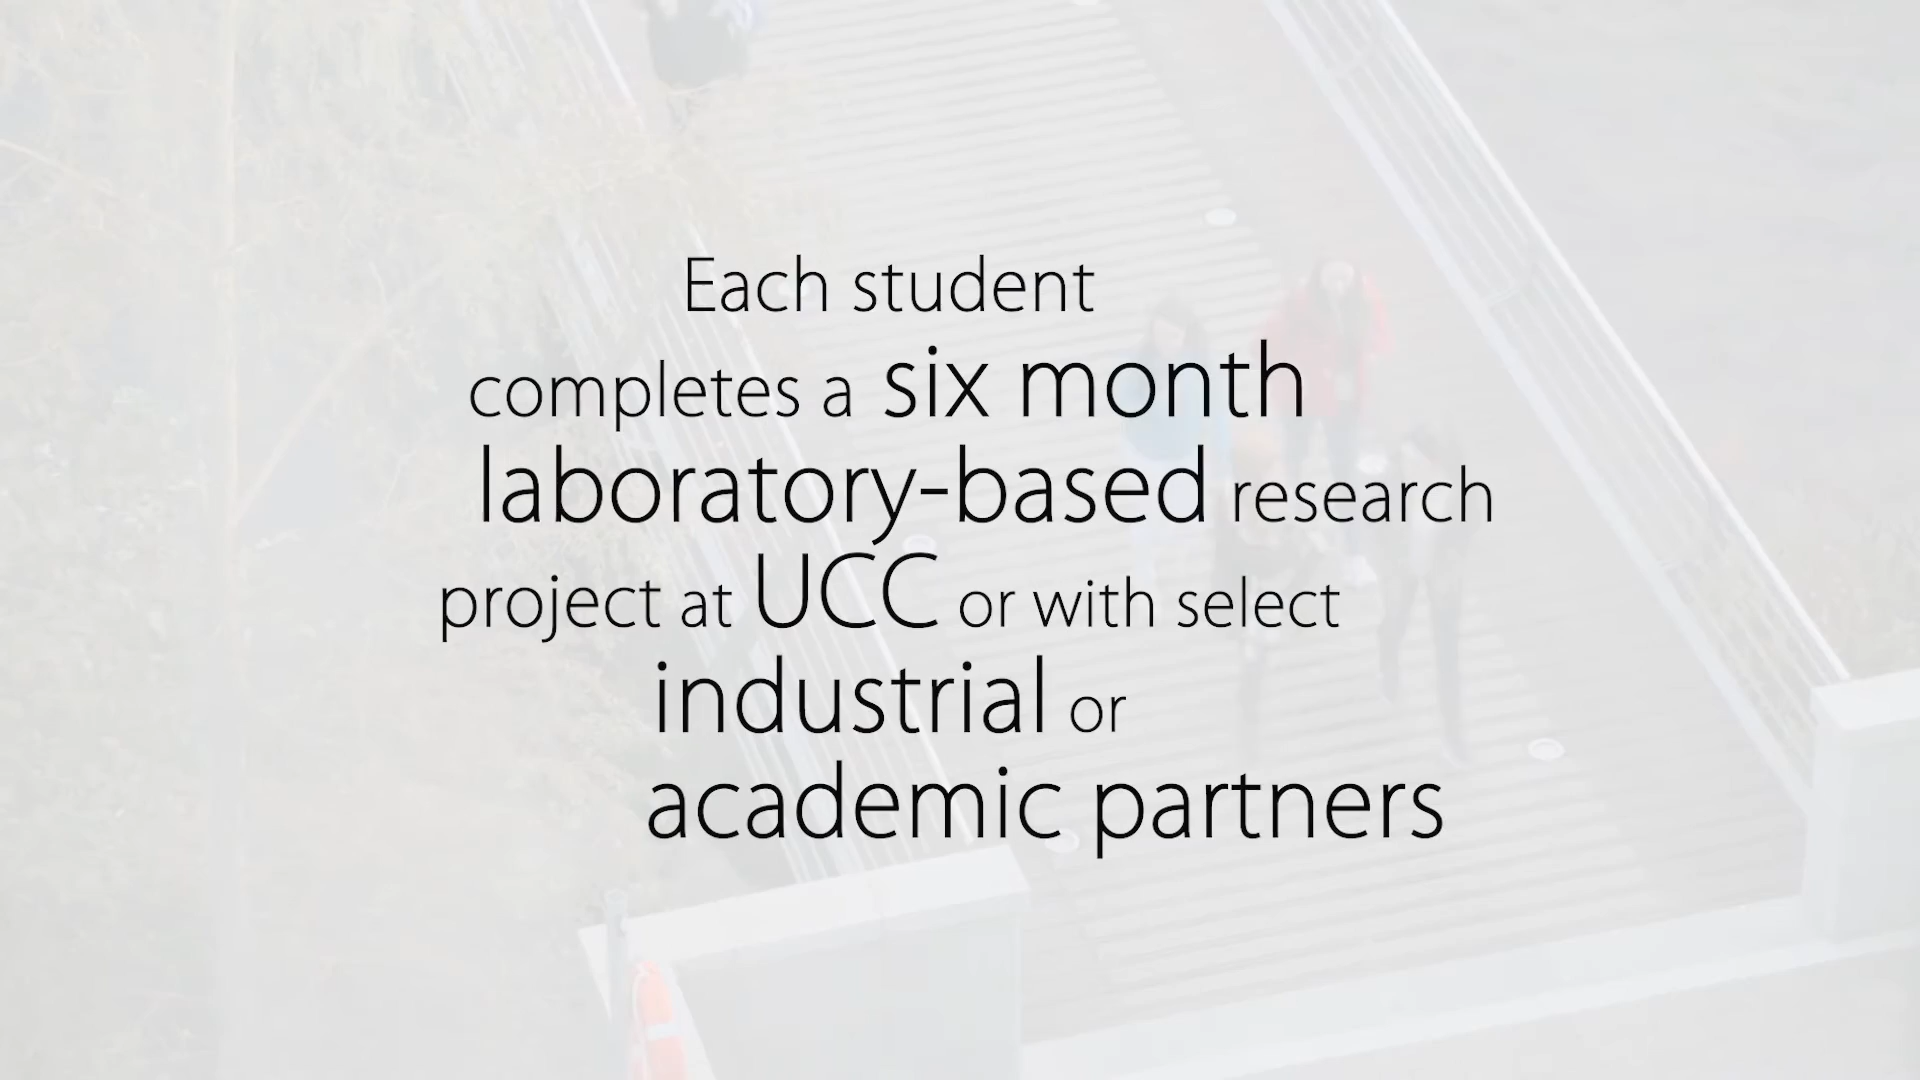 Each student
completes a six month
laboratory-based research
project at UCC or with select
industrial or
academic partners